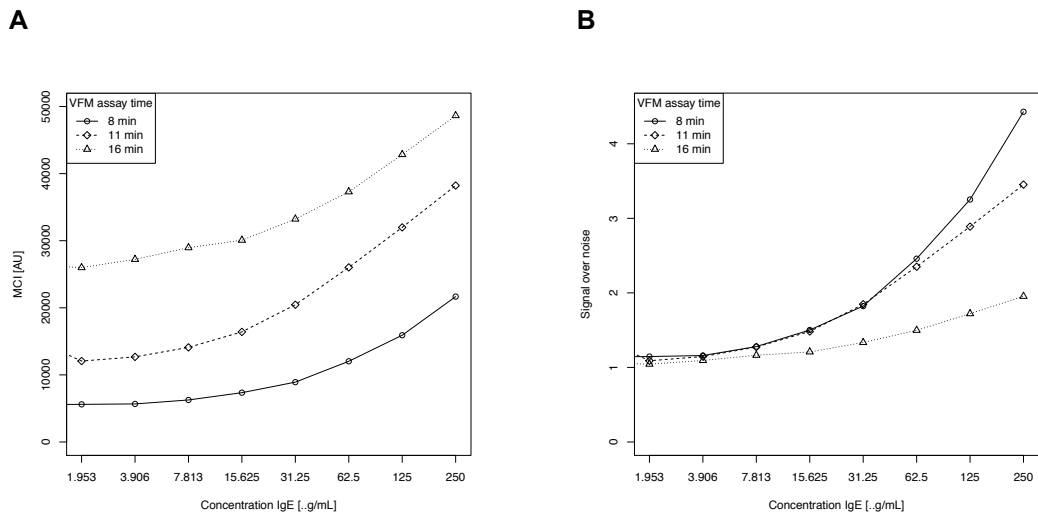 A
VFM assay time
8 min
11 min
16 min
MCI [AU]
50000
40000
30000
20000
10000
0
1.953 3.906 7.813 15.625 31.25 62.5 125 250
Concentration IgE [..g/mL]
B
VFM assay time
8 min
11 min
16 min
Signal over noise
4
3
2
1
0
1.953 3.906 7.813 15.625 31.25 62.5 125 250
Concentration IgE [..g/mL]